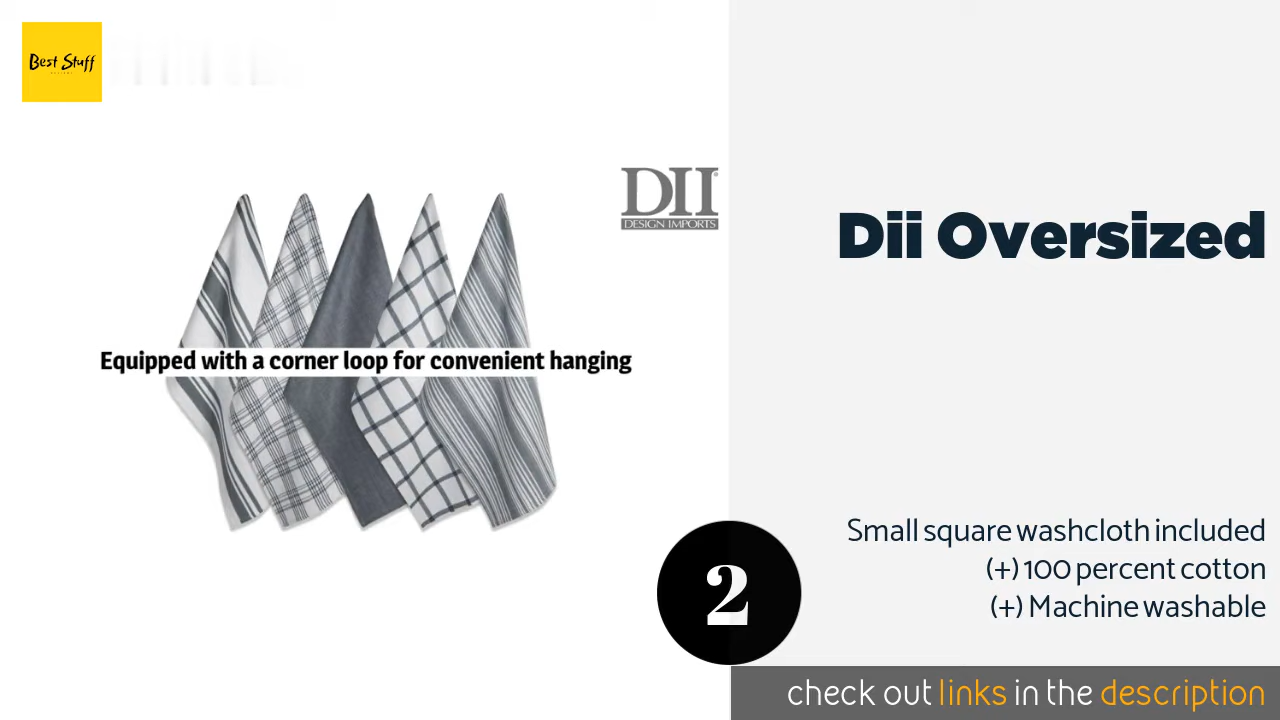 Best Stuff
DII
DESIGN IMPORTS
Dii Oversized
Equipped with a corner loop for convenient hanging
Small square washcloth included
(+) 100 percent cotton
(+) Machine washable
2
check out links in the description